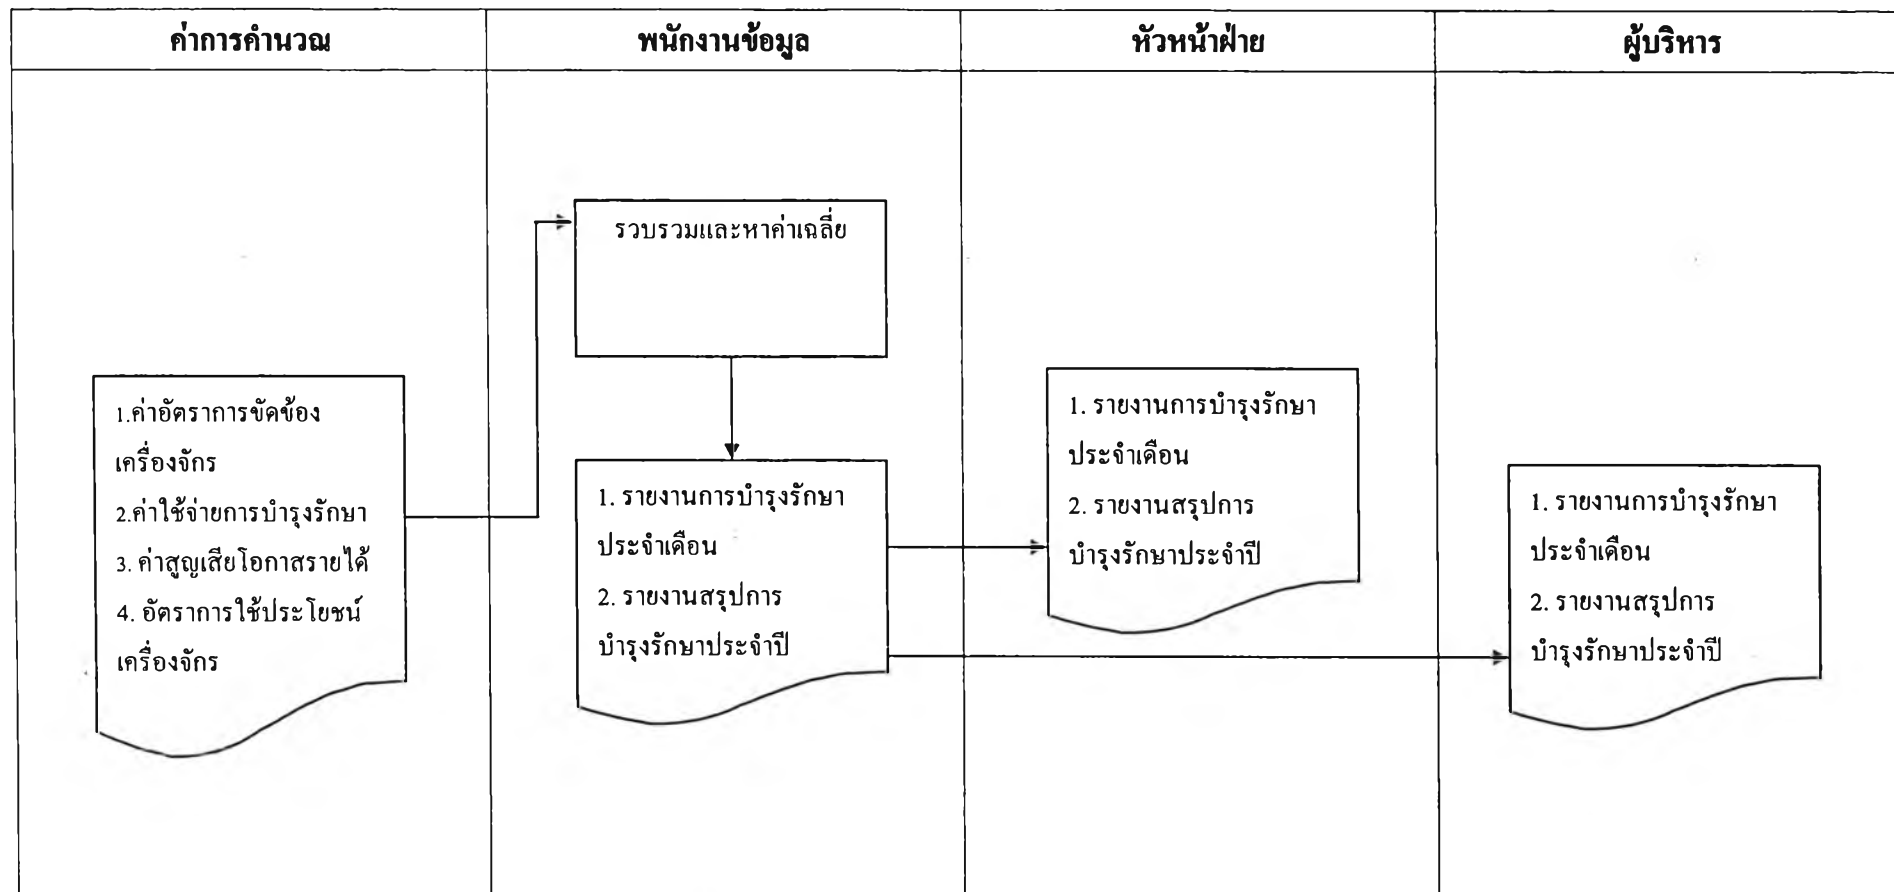 ค่าการคำนวณ
พนักงานข้อมูล
หัวหน้าฝ่าย
ผู้บริหาร
รวบรวมและหาค่าเฉลี่ย
1.ค่าอัตราการขัดข้อง
เครื่องจักร
2.ค่าใช้จ่ายการบำรุงรักษา
3. ค่าสูญเสียโอกาสรายได้
4. อัตราการใช้ประโยชน์
เครื่องจักร
1. รายงานการบำรุงรักษา
ประจำเดือน
2. รายงานสรุปการ
บำรุงรักษาประจำปี
1. รายงานการบำรุงรักษา
ประจำเดือน
2. รายงานสรุปการ
บำรุงรักษาประจำปี
1. รายงานการบำรุงรักษา
ประจำเดือน
2. รายงานสรุปการ
บำรุงรักษาประจำปี